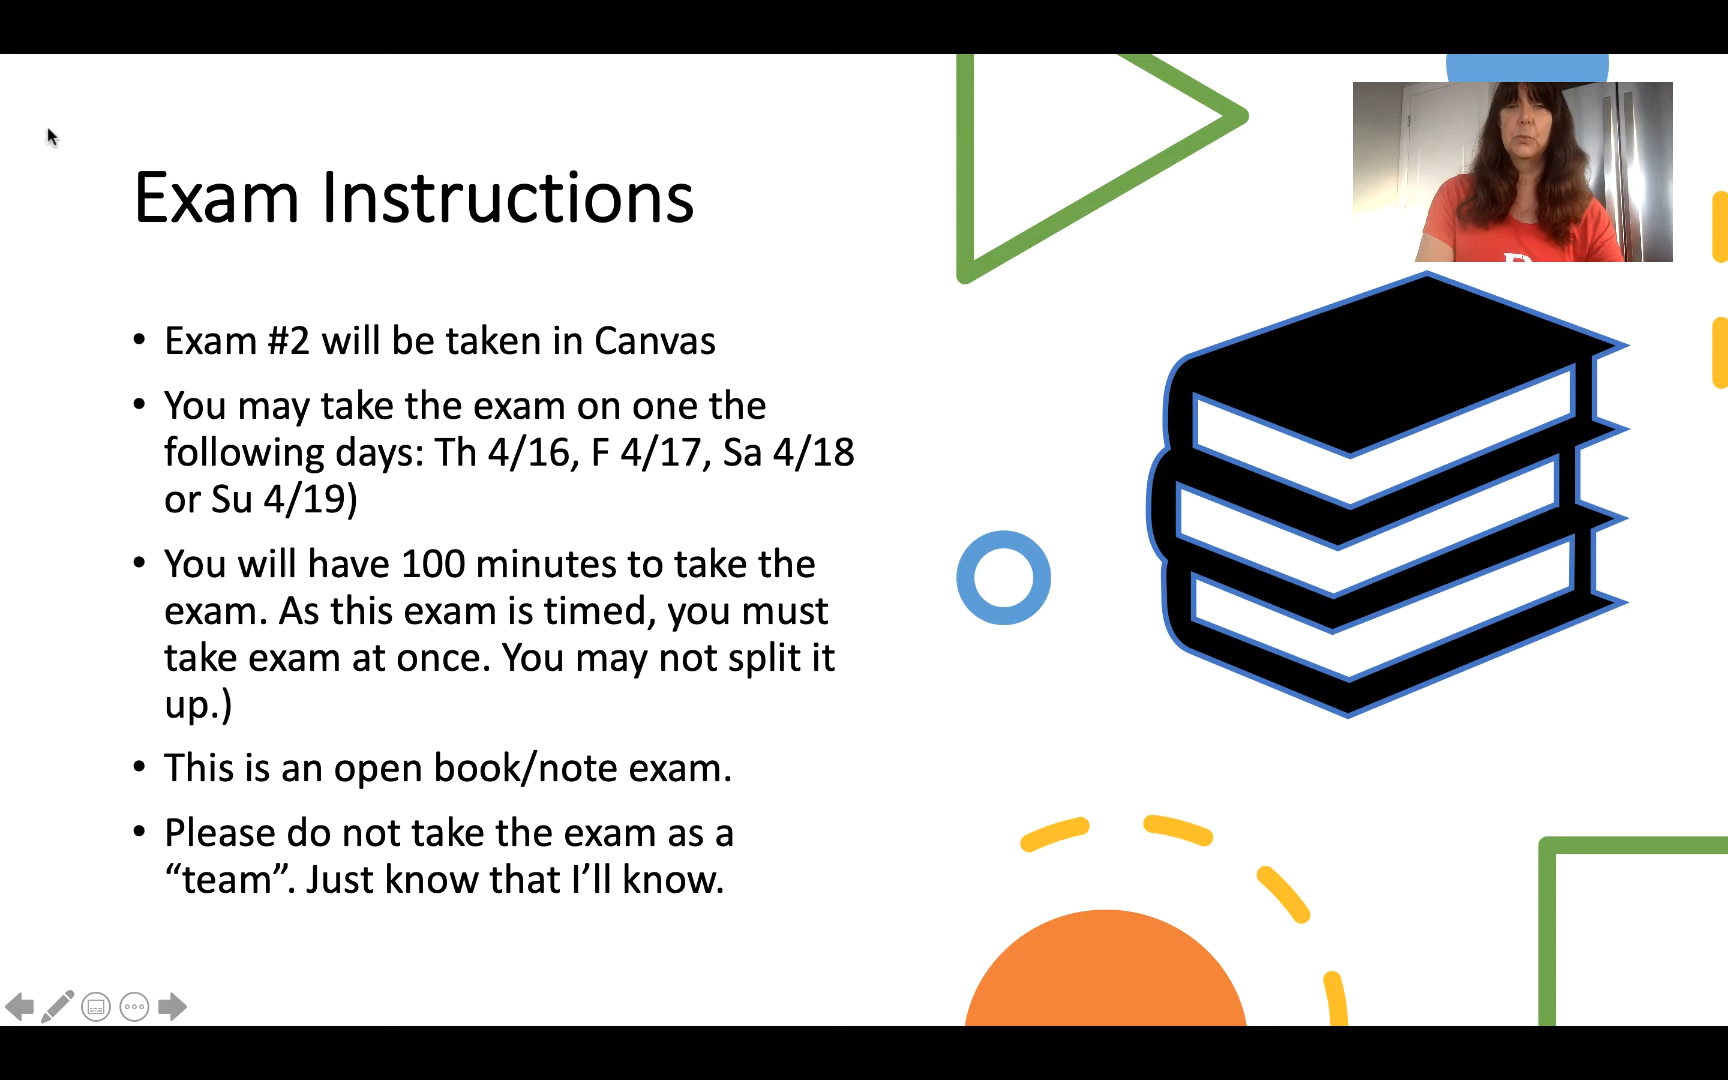 Exam Instructions
• Exam #2 will be taken in Canvas
• You may take the exam on one the
following days: Th 4/16, F 4/17, Sa 4/18
or Su 4/19)
• You will have 100 minutes to take the
exam. As this exam is timed, you must
take exam at once. You may not split it
up.)
• This is an open book/note exam.
• Please do not take the exam as a
“team”. Just know that I’ll know.